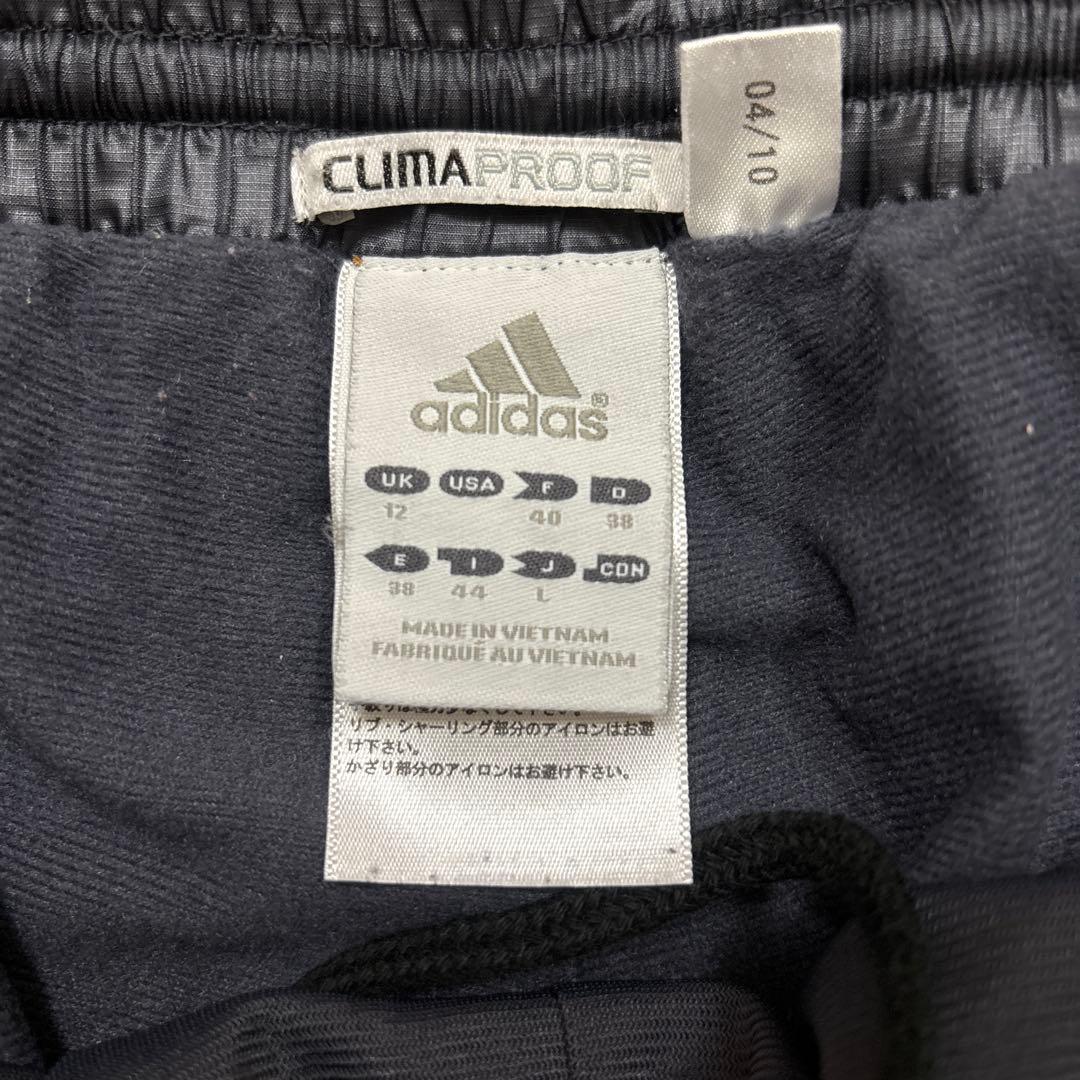 CLIMAPROOF
04/10
adidas®
UK USA F D
12 40 38
E I J CDN
38 44 L
MADE IN VIETNAM
FABRIQUÉ AU VIETNAM
リブ・シャーリング部分のアイロンはお避
け下さい。
かざり部分のアイロンはお避け下さい。